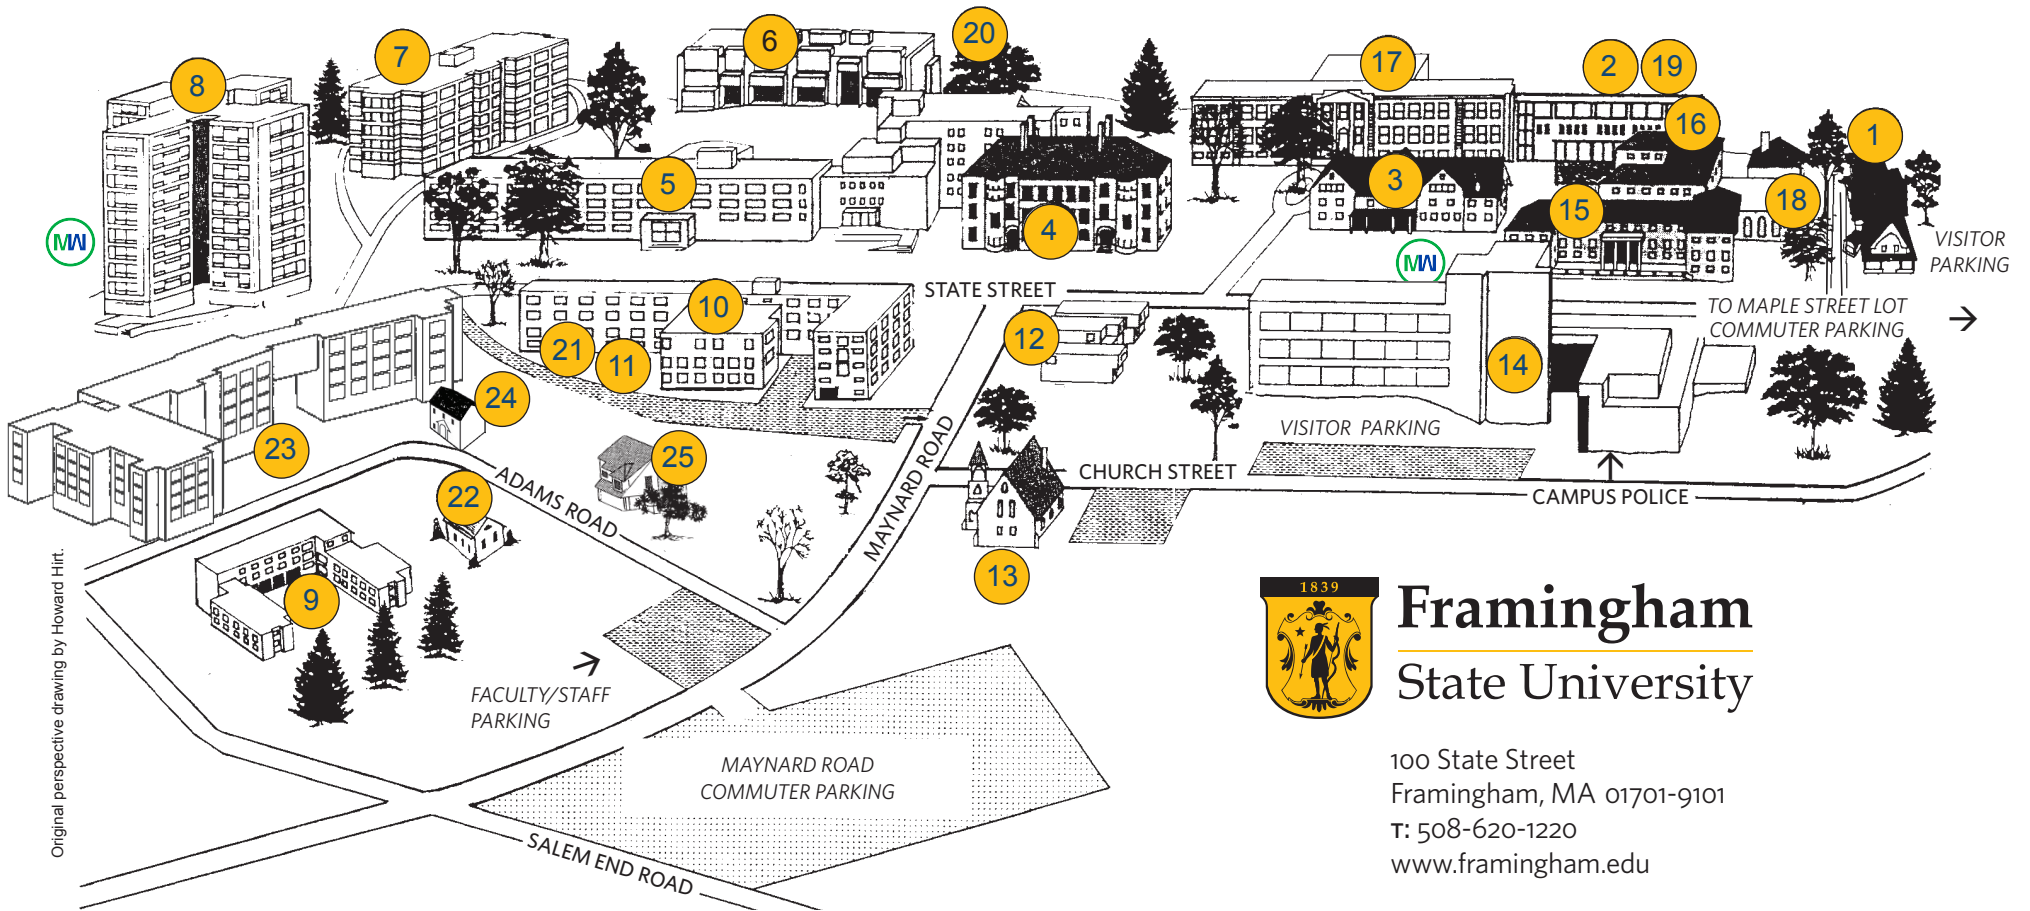 20
6
7
17
2
19
8
16
1
5
3
15
18
4
MW
MW
VISITOR
PARKING
STATE STREET
10
TO MAPLE STREET LOT
COMMUTER PARKING
12
21
11
14
24
VISITOR PARKING
23
25
MAYNARD ROAD
CHURCH STREET
22
ADAMS ROAD
CAMPUS POLICE
13
9
FACULTY/STAFF
PARKING
MAYNARD ROAD
COMMUTER PARKING
SALEM END ROAD
Original perspective drawing by Howard Hirt.
1839
Framingham
State University
100 State Street
Framingham, MA 01701-9101
T: 508-620-1220
www.framingham.edu